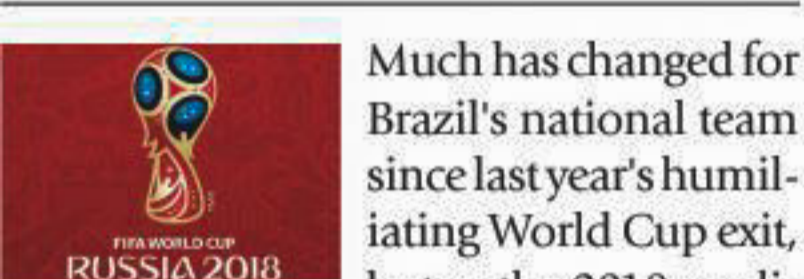 FIFA WORLD CUP
RUSSIA 2018
Much has changed for
Brazil's national team
since last year's humil-
iating World Cup exit,